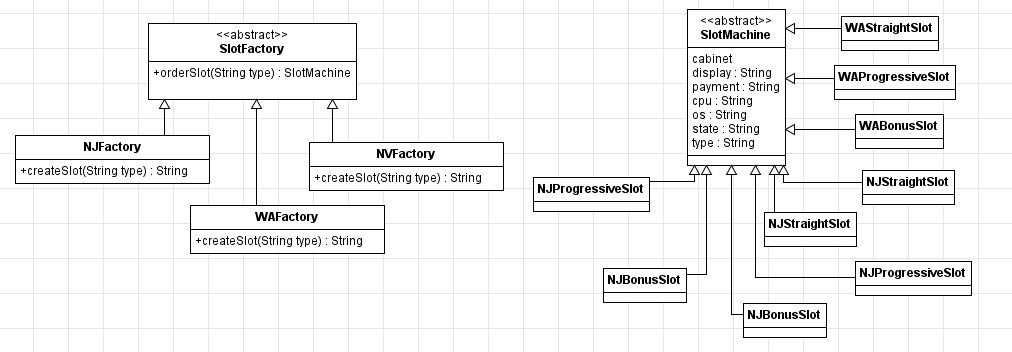 <<abstract>>
SlotFactory
+orderSlot(String type) : SlotMachine
NJFactory
+createSlot(String type) : String
NVFactory
+createSlot(String type) : String
WAFactory
+createSlot(String type) : String
<<abstract>>
SlotMachine
cabinet
display : String
payment : String
cpu : String
os : String
state : String
type : String
WAStraightSlot
WAProgressiveSlot
WABonusSlot
NJProgressiveSlot
NJStraightSlot
NJStraightSlot
NJBonusSlot
NJProgressiveSlot
NJBonusSlot